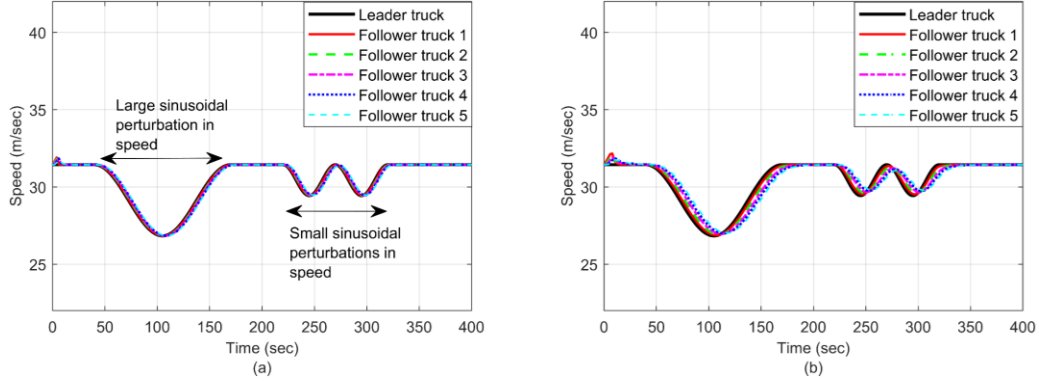 40
35
30
25
Speed (m/sec)
0
50
100
150
200
250
300
350
400
Time (sec)
(a)
Leader truck
Follower truck 1
Follower truck 2
Follower truck 3
Follower truck 4
Follower truck 5
Large sinusoidal
perturbation in
speed
Small sinusoidal
perturbations in
speed
40
35
30
25
Speed (m/sec)
0
50
100
150
200
250
300
350
400
Time (sec)
(b)
Leader truck
Follower truck 1
Follower truck 2
Follower truck 3
Follower truck 4
Follower truck 5